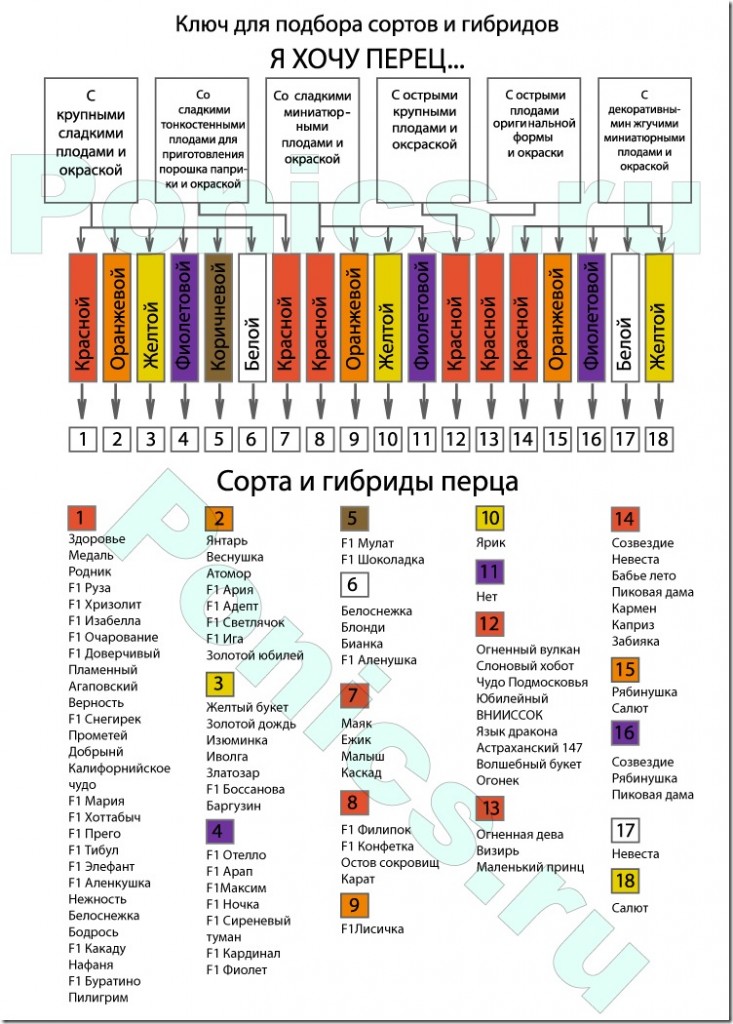 Ключ для подбора сортов и гибридов
Я ХОЧУ ПЕРЕЦ...
С
крупными
сладкими
плодами и
окраской
Со
сладкими
тонкостенными
плодами для
приготовления
порошка папри-
ки и окраской
Со сладкими
миниатюр-
ными
плодами и
окраской
С острыми
крупными
плодами и
оксраской
С острыми
плодами
оригинальной
формы
и окраски
С
декоративны-
мин жгучими
миниатюрными
плодами и
окраской
Красной
Оранжевой
Желтой
Фиолетовой
Коричневой
Белой
Красной
Красной
Оранжевой
Желтой
Фиолетовой
Красной
Красной
Красной
Оранжевой
Фиолетовой
Белой
Желтой
1 2 3 4 5 6 7 8 9 10 11 12 13 14 15 16 17 18
Сорта и гибриды перца
1
Здоровье
Медаль
Родник
F1 Руза
F1 Хризолит
F1 Изабелла
F1 Очарование
F1 Доверчивый
Пламенный
Агаповский
Верность
F1 Снегирек
Прометей
Добрынй
Калифорнийское
чудо
F1 Мария
F1 Хоттабыч
F1 Прего
F1 Тибул
F1 Элефант
F1 Аленкушка
Нежность
Белоснежка
Бодрось
F1 Какаду
Нафаня
F1 Буратино
Пилигрим
2
Янтарь
Веснушка
Атомор
F1 Ария
F1 Адепт
F1 Светлячок
F1 Ига
Золотой юбилей
3
Желтый букет
Золотой дождь
Изюминка
Иволга
Златозар
F1 Боссанова
Баргузин
4
F1 Отелло
F1 Арап
F1Максим
F1 Ночка
F1 Сиреневый
туман
F1 Кардинал
F1 Фиолет
5
F1 Мулат
F1 Шоколадка
6
Белоснежка
Блонди
Бианка
F1 Аленушка
7
Маяк
Ежик
Малыш
Каскад
8
F1 Филипок
F1 Конфетка
Остов сокровищ
Карат
9
F1Лисичка
10
Ярик
11
Нет
12
Огненный вулкан
Слоновый хобот
Чудо Подмосковья
Юбилейный
ВНИИССОК
Язык дракона
Астраханский 147
Волшебный букет
Огонек
13
Огненная дева
Визирь
Маленький принц
14
Созвездие
Невеста
Бабье лето
Пиковая дама
Кармен
Каприз
Забияка
15
Рябинушка
Салют
16
Созвездие
Рябинушка
Пиковая дама
17
Невеста
18
Салют
Ponics.ru
Ponics.ru